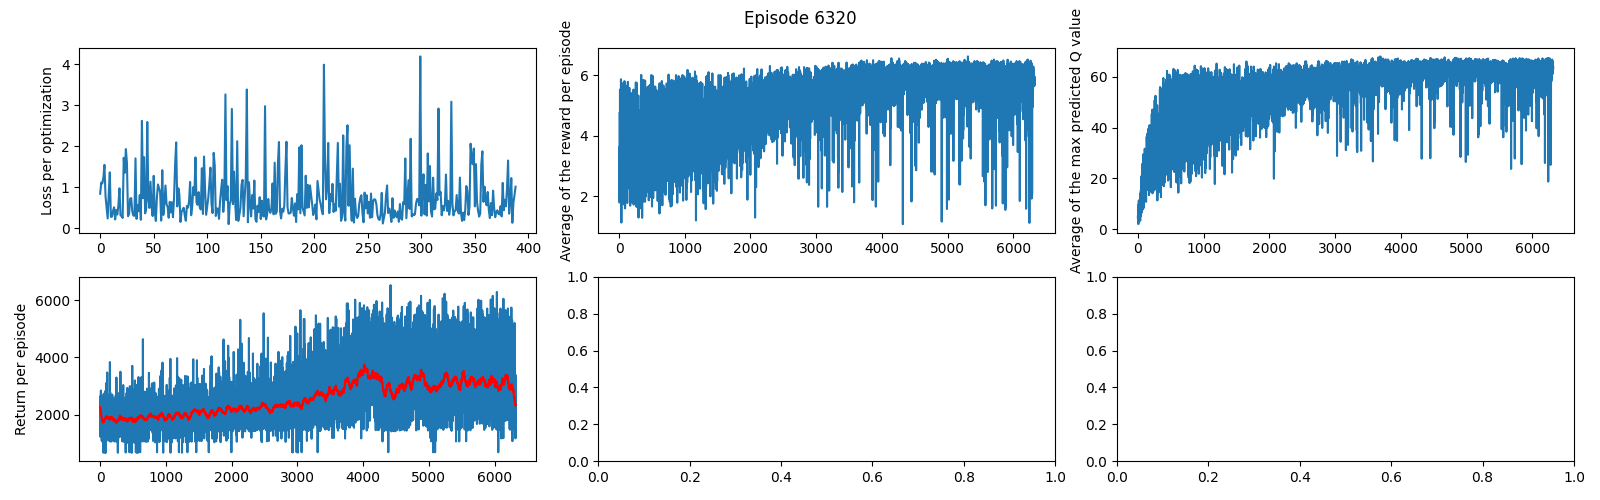 Episode 6320
Loss per optimization
4
3
2
1
0
0 50 100 150 200 250 300 350 400
Average of the reward per episode
6
4
2
0 1000 2000 3000 4000 5000 6000
Average of the max predicted Q value
60
40
20
0
0 1000 2000 3000 4000 5000 6000
Return per episode
6000
4000
2000
0 1000 2000 3000 4000 5000 6000
1.0
0.8
0.6
0.4
0.2
0.0
0.0 0.2 0.4 0.6 0.8 1.0
1.0
0.8
0.6
0.4
0.2
0.0
0.0 0.2 0.4 0.6 0.8 1.0